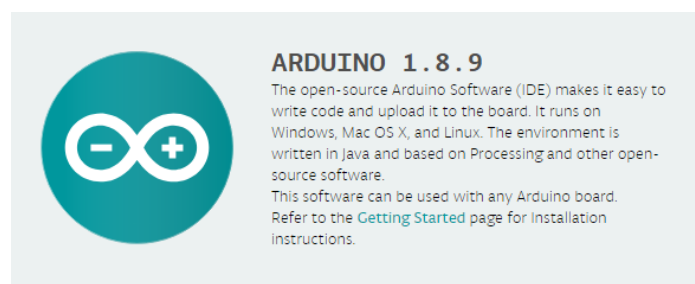 ARDUINO 1.8.9
The open-source Arduino Software (IDE) makes it easy to
write code and upload it to the board. It runs on
Windows, Mac OS X, and Linux. The environment is
written in Java and based on Processing and other open-
source software.
This software can be used with any Arduino board.
Refer to the Getting Started page for Installation
instructions.